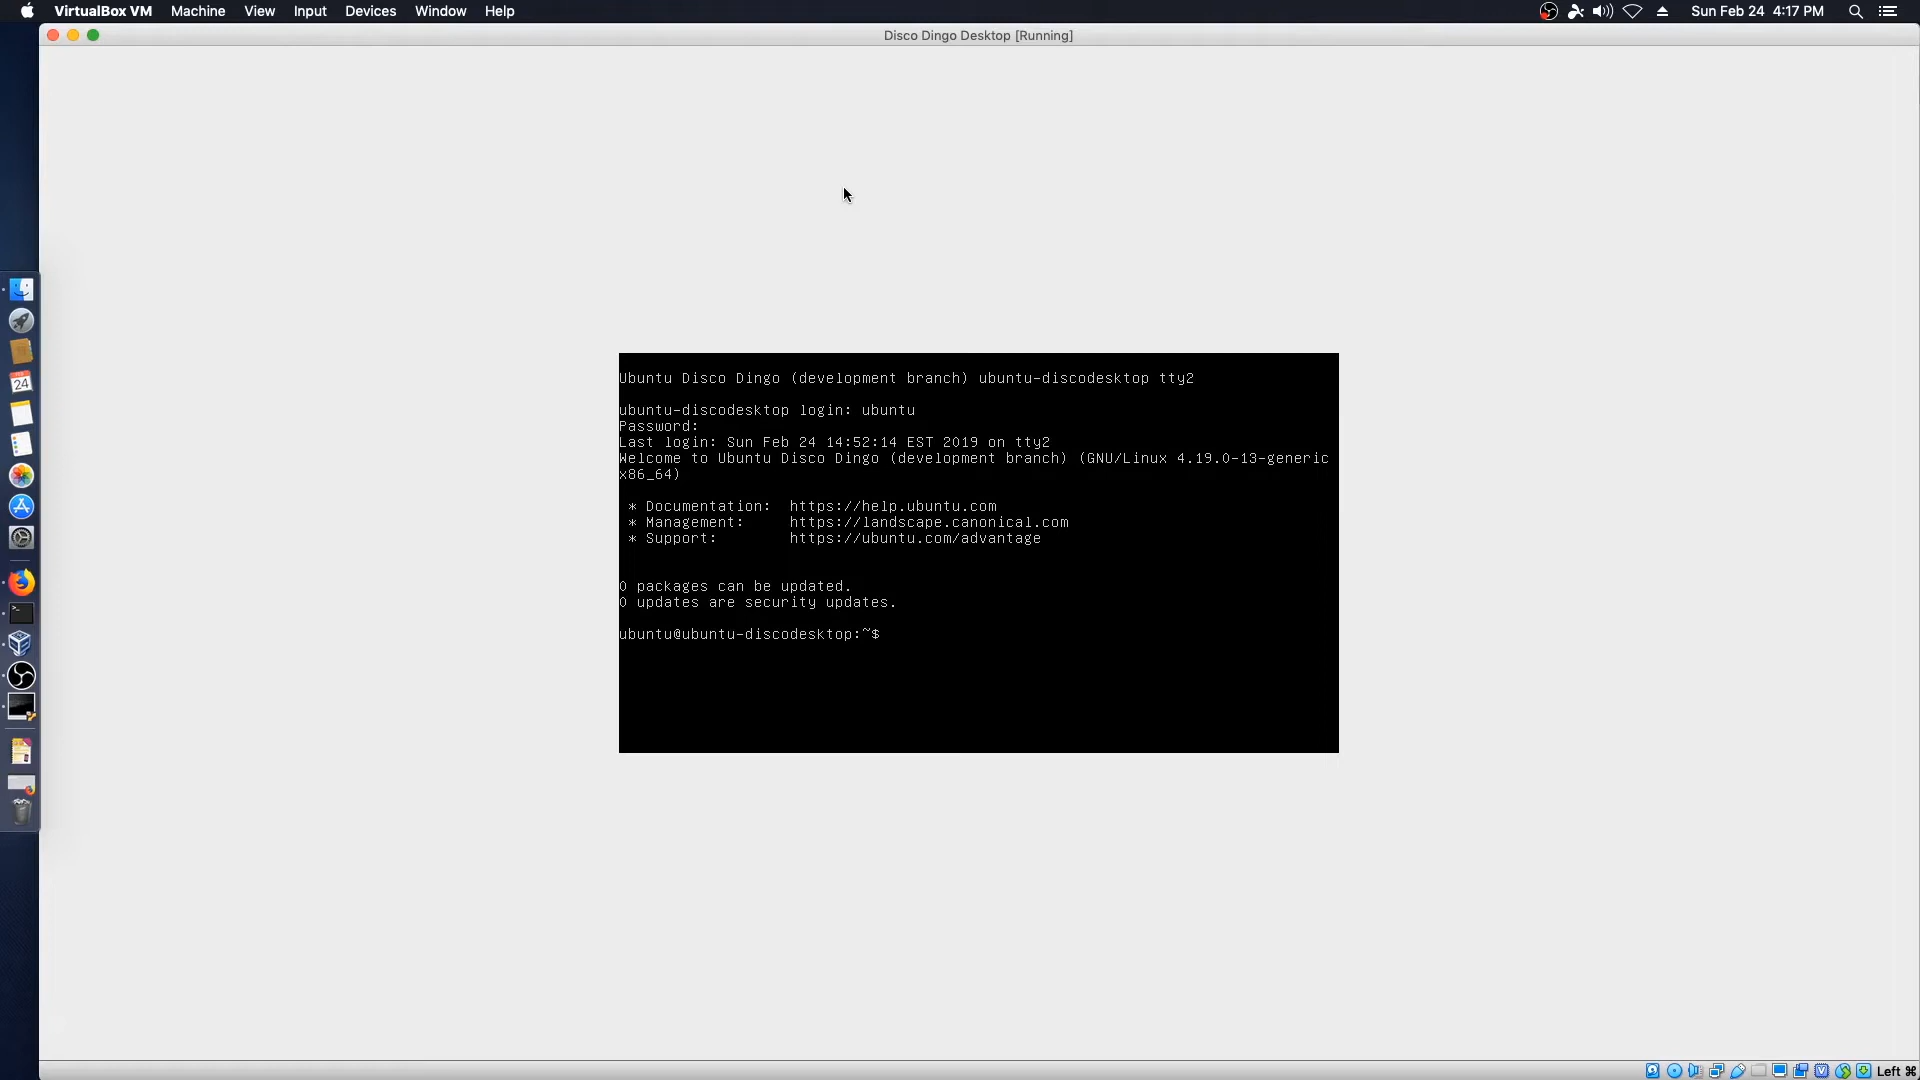 VirtualBox VM Machine View Input Devices Window Help Sun Feb 24 4:17 PM
Disco Dingo Desktop [Running]
24
Ubuntu Disco Dingo (development branch) ubuntu-discodesktop tty2
ubuntu-discodesktop login: ubuntu
Password:
Last login: Sun Feb 24 14:52:14 EST 2019 on tty2
Welcome to Ubuntu Disco Dingo (development branch) (GNU/Linux 4.19.0-13-generic
x86_64)
* Documentation: https://help.ubuntu.com
* Management: https://landscape.canonical.com
* Support: https://ubuntu.com/advantage
0 packages can be updated.
0 updates are security updates.
ubuntu@ubuntu-discodesktop:~$
Left ⌘